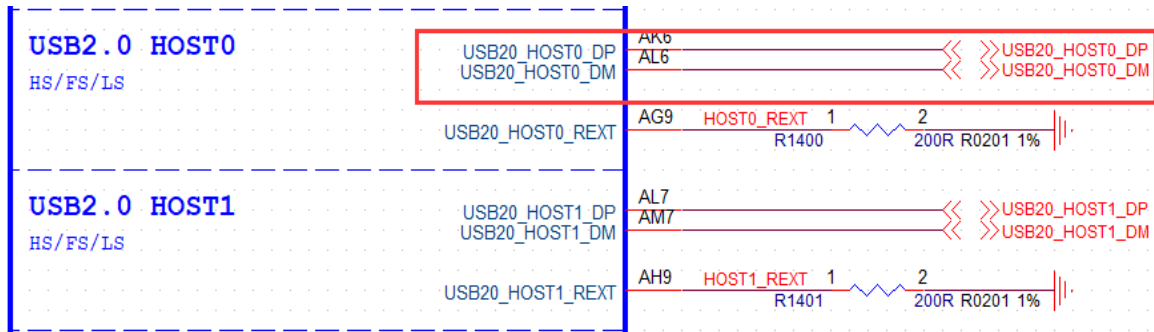 USB2.0 HOST0
HS/FS/LS
USB20_HOST0_DP AK6 USB20_HOST0_DP
USB20_HOST0_DM AL6 USB20_HOST0_DM
USB20_HOST0_REXT AG9 HOST0_REXT 1 2
R1400 200R R0201 1%
USB2.0 HOST1
HS/FS/LS
USB20_HOST1_DP AL7 USB20_HOST1_DP
USB20_HOST1_DM AM7 USB20_HOST1_DM
USB20_HOST1_REXT AH9 HOST1_REXT 1 2
R1401 200R R0201 1%